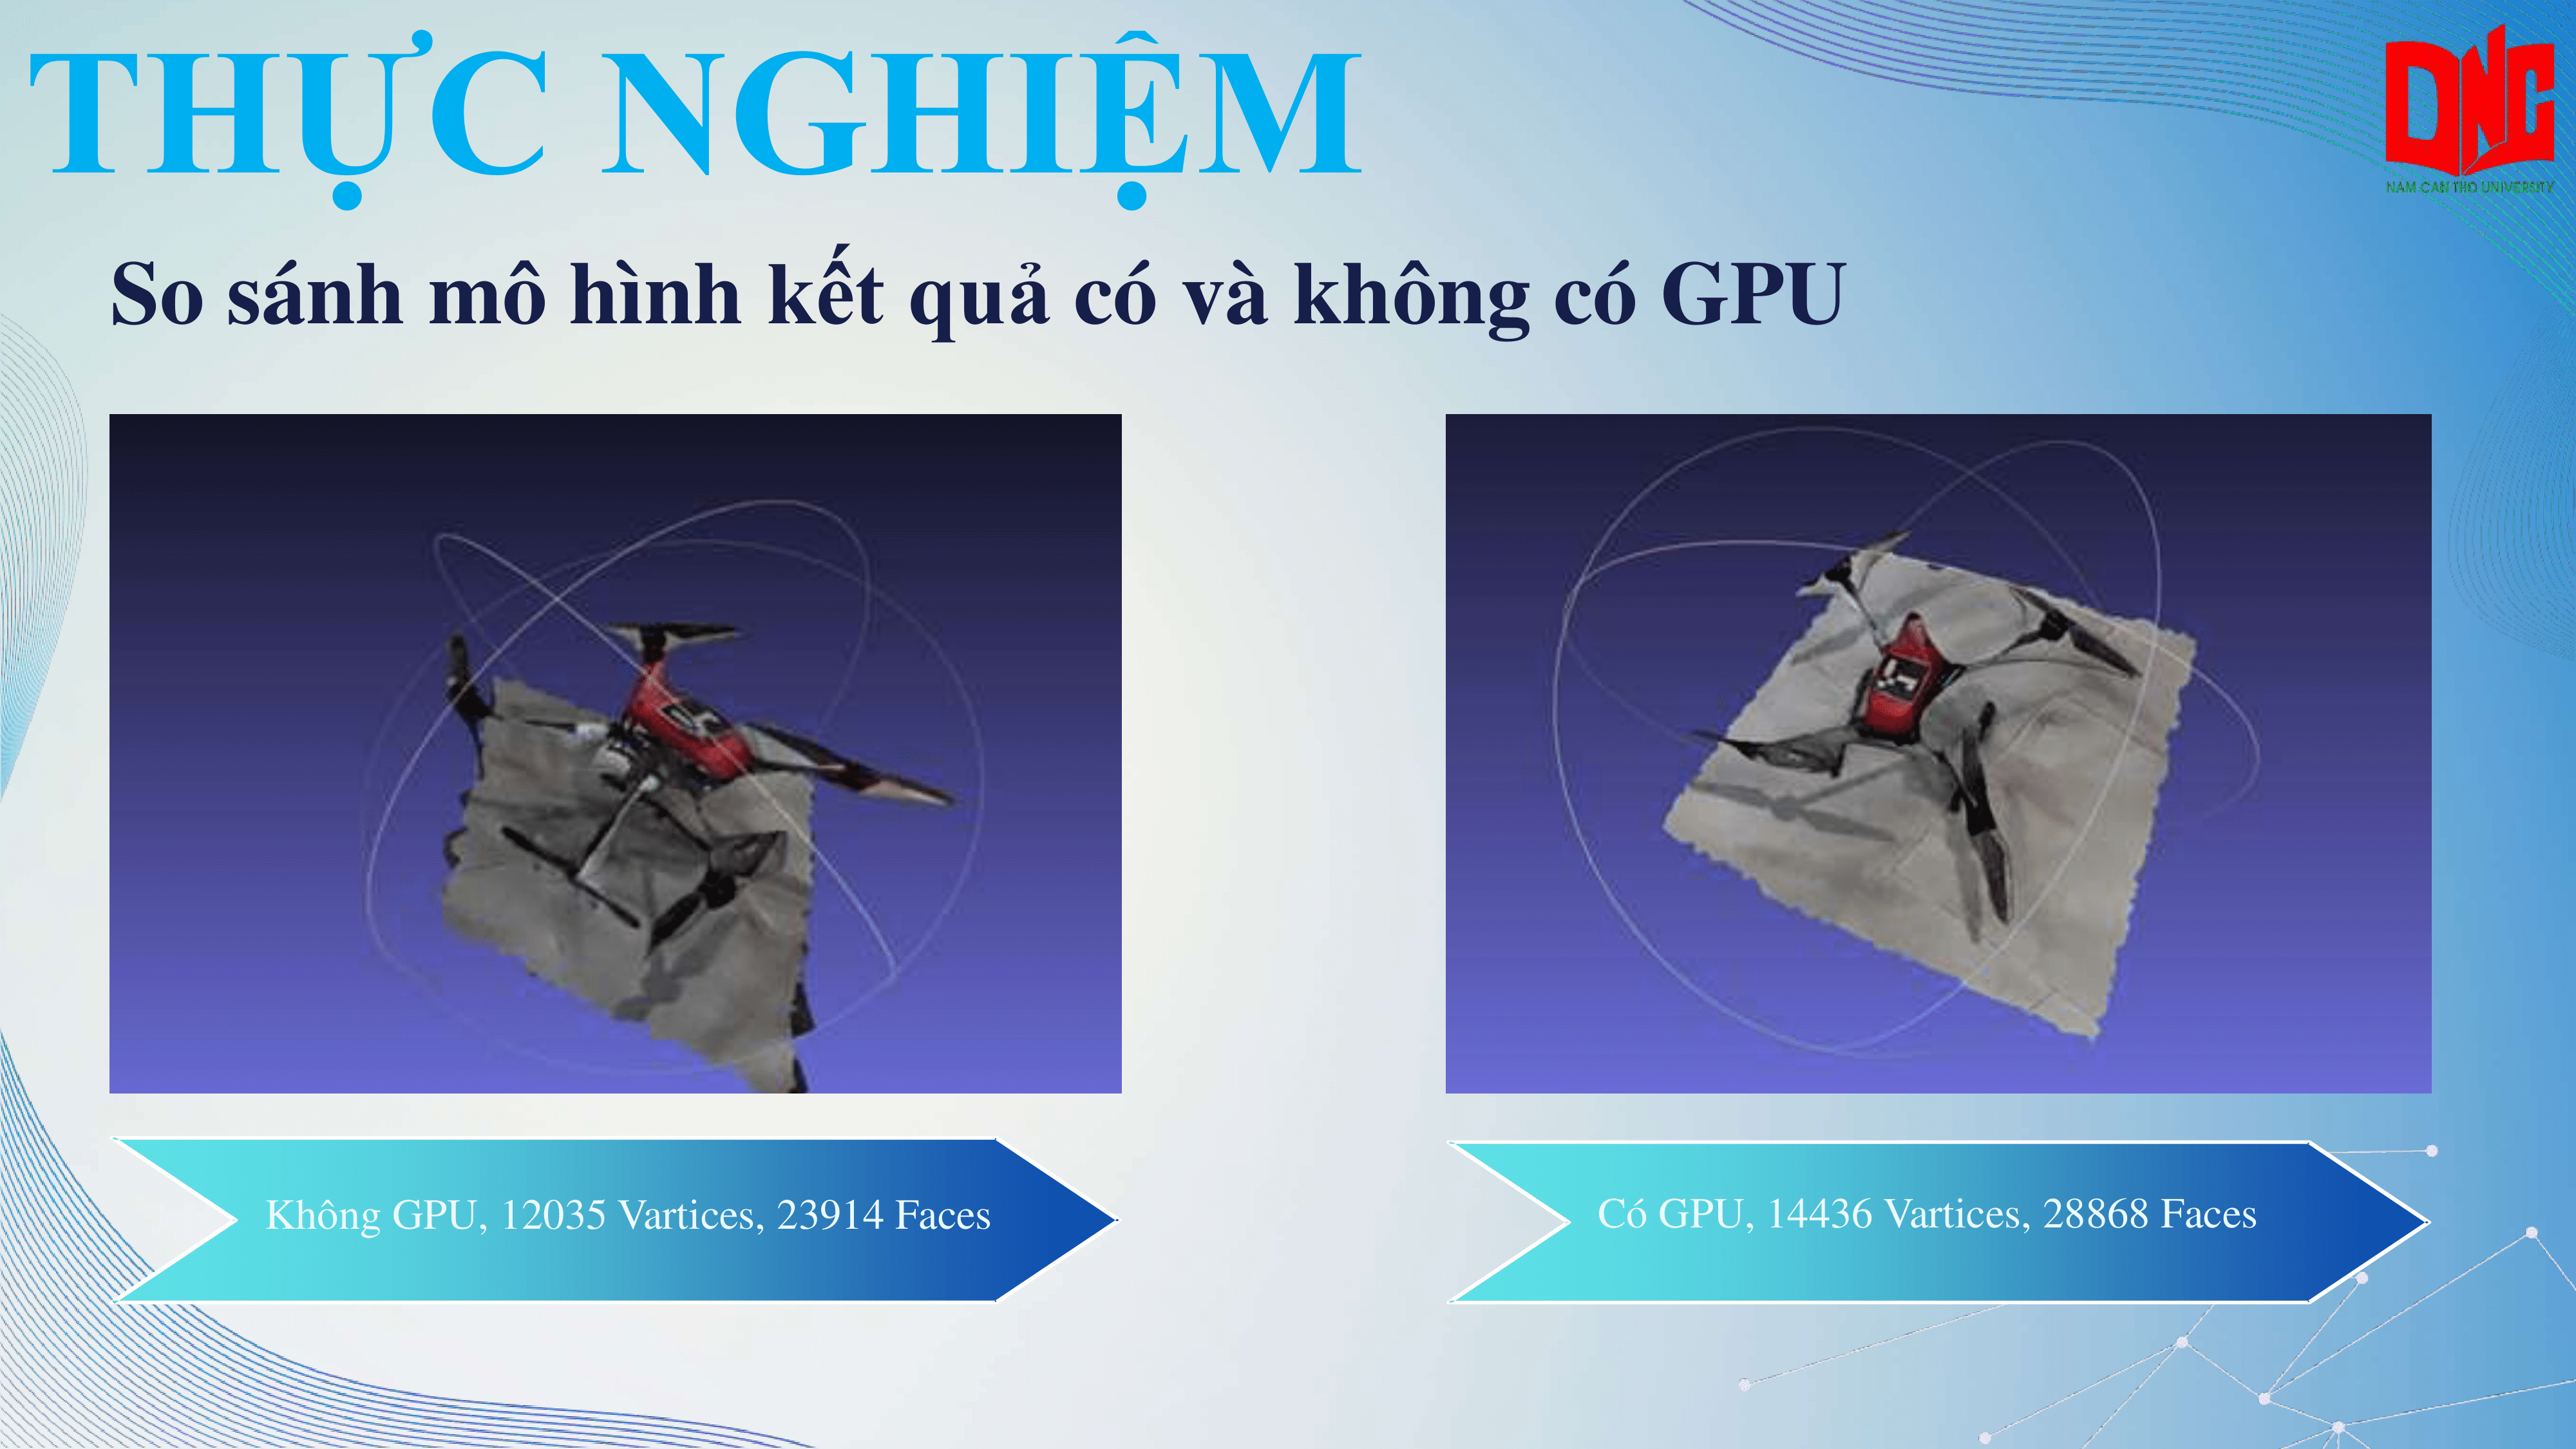 THỰC NGHIỆM
DNC
NAM CAN THO UNIVERSITY
So sánh mô hình kết quả có và không có GPU
Không GPU, 12035 Vartices, 23914 Faces
Có GPU, 14436 Vartices, 28868 Faces